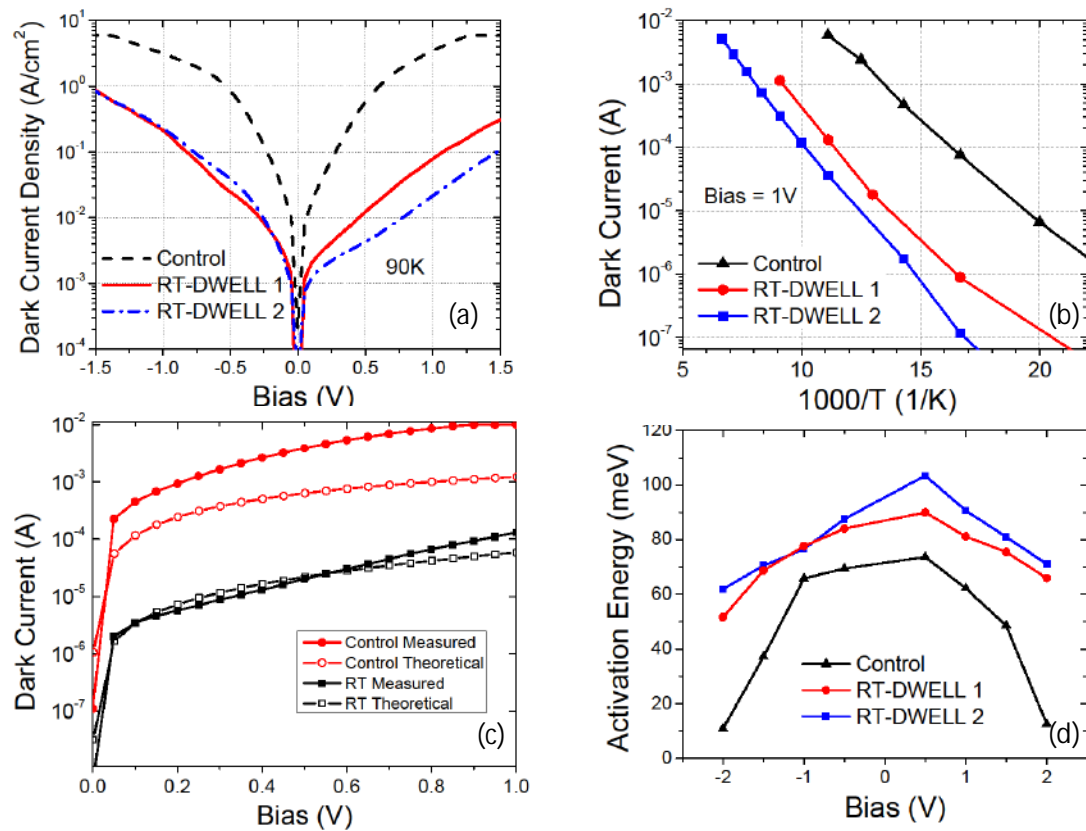 (a)
10^1
10^0
10^-1
10^-2
10^-3
10^-4
Dark Current Density (A/cm^2)
Control
RT-DWELL 1
RT-DWELL 2
90K
-1.5 -1.0 -0.5 0.0 0.5 1.0 1.5
Bias (V)
(b)
10^-2
10^-3
10^-4
10^-5
10^-6
10^-7
Dark Current (A)
Bias = 1V
Control
RT-DWELL 1
RT-DWELL 2
5 10 15 20
1000/T (1/K)
(c)
10^-2
10^-3
10^-4
10^-5
10^-6
10^-7
Dark Current (A)
Control Measured
Control Theoretical
RT Measured
RT Theoretical
0.0 0.2 0.4 0.6 0.8 1.0
Bias (V)
(d)
120
100
80
60
40
20
0
Activation Energy (meV)
Control
RT-DWELL 1
RT-DWELL 2
-2 -1 0 1 2
Bias (V)